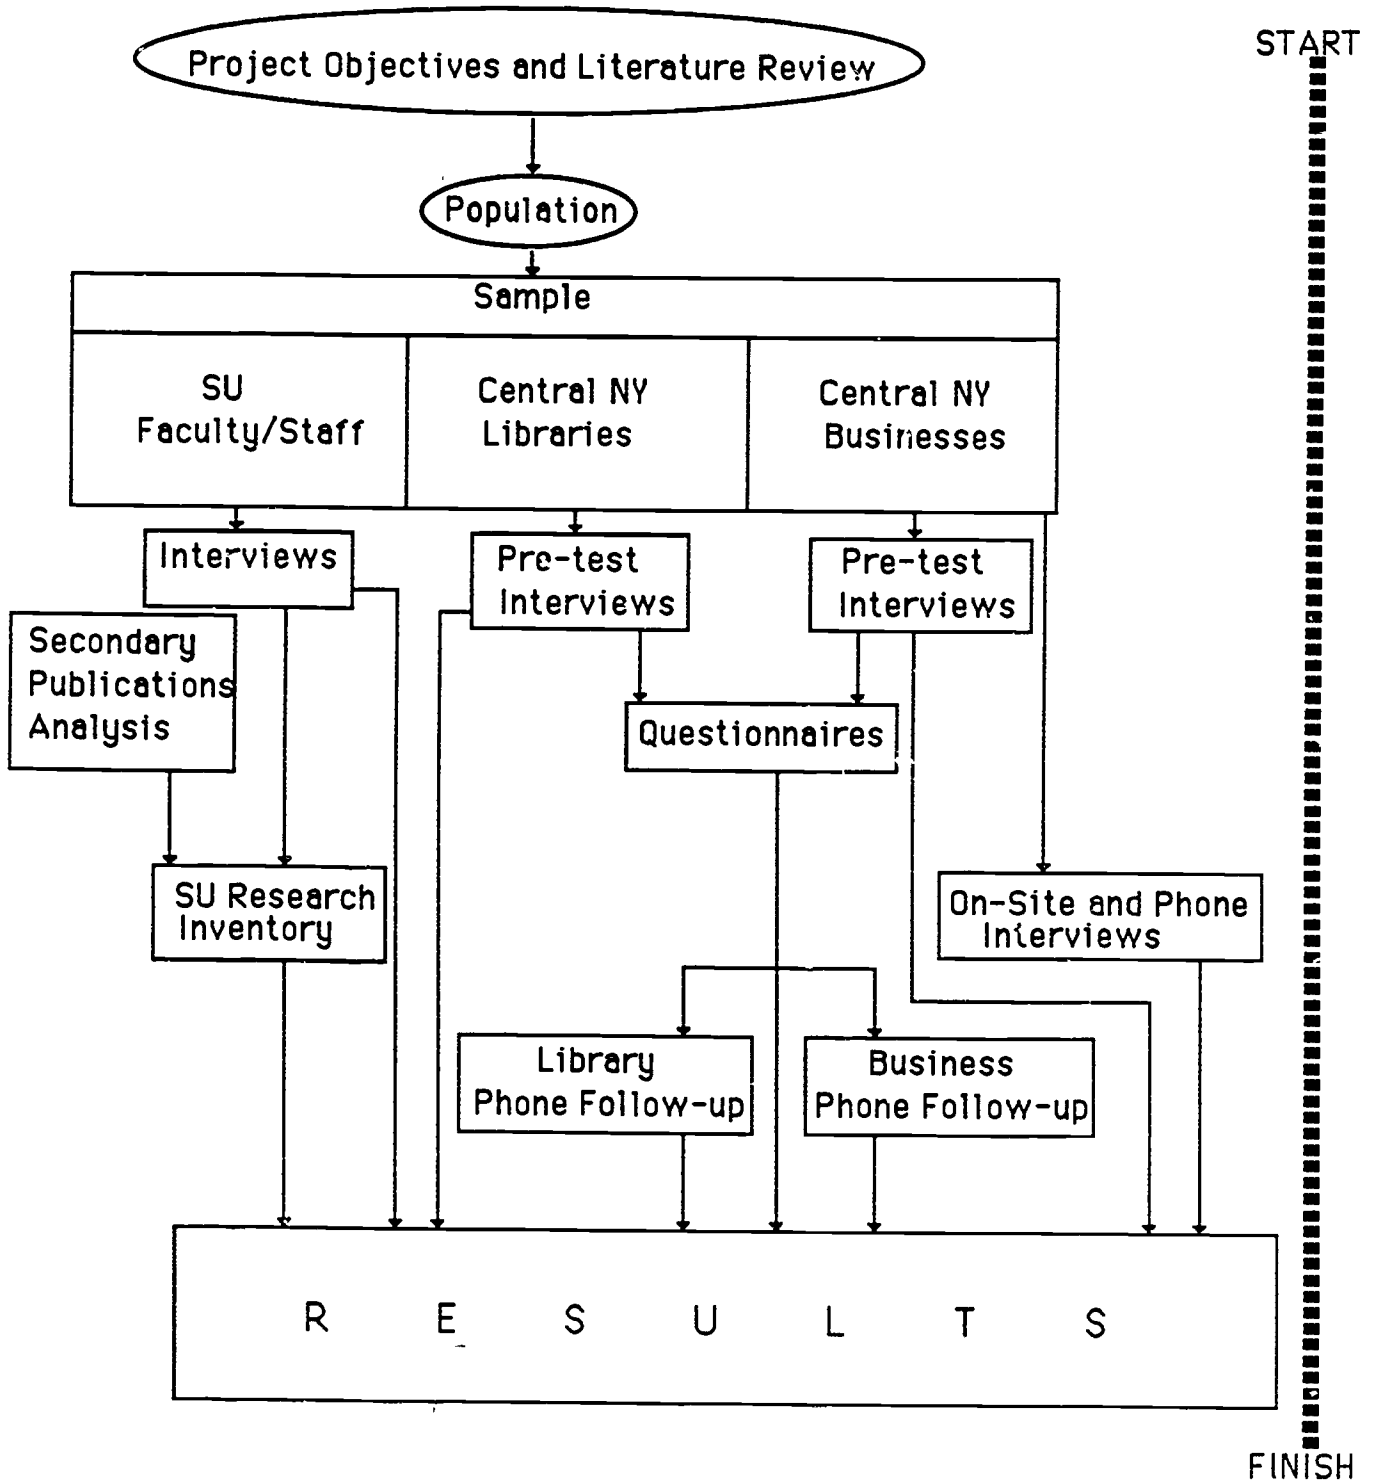 START
Project Objectives and Literature Review
Population
Sample
SU
Faculty/Staff
Central NY
Libraries
Central NY
Businesses
Interviews
Pre-test
Interviews
Pre-test
Interviews
Secondary
Publications
Analysis
Questionnaires
SU Research
Inventory
On-Site and Phone
Interviews
Library
Phone Follow-up
Business
Phone Follow-up
R E S U L T S
FINISH